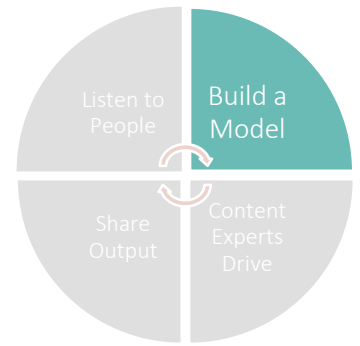 Listen to
People
Build a
Model
Share
Output
Content
Experts
Drive